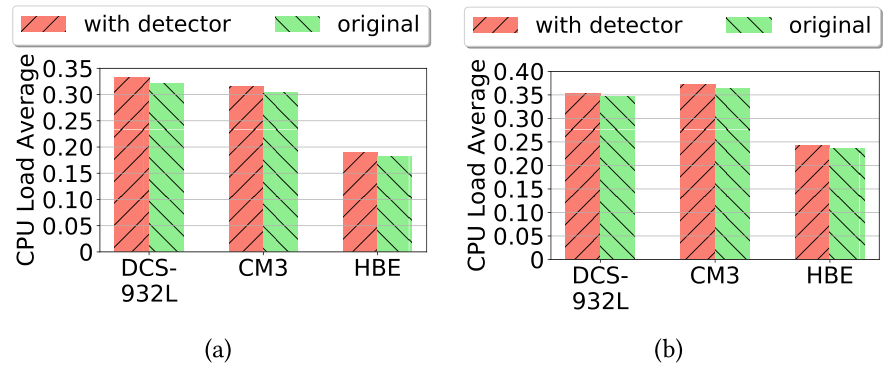 with detector original
CPU Load Average
0.35
0.30
0.25
0.20
0.15
0.10
0.05
0
DCS-
932L
CM3
HBE
(a)
with detector original
CPU Load Average
0.40
0.35
0.30
0.25
0.20
0.15
0.10
0.05
0
DCS-
932L
CM3
HBE
(b)